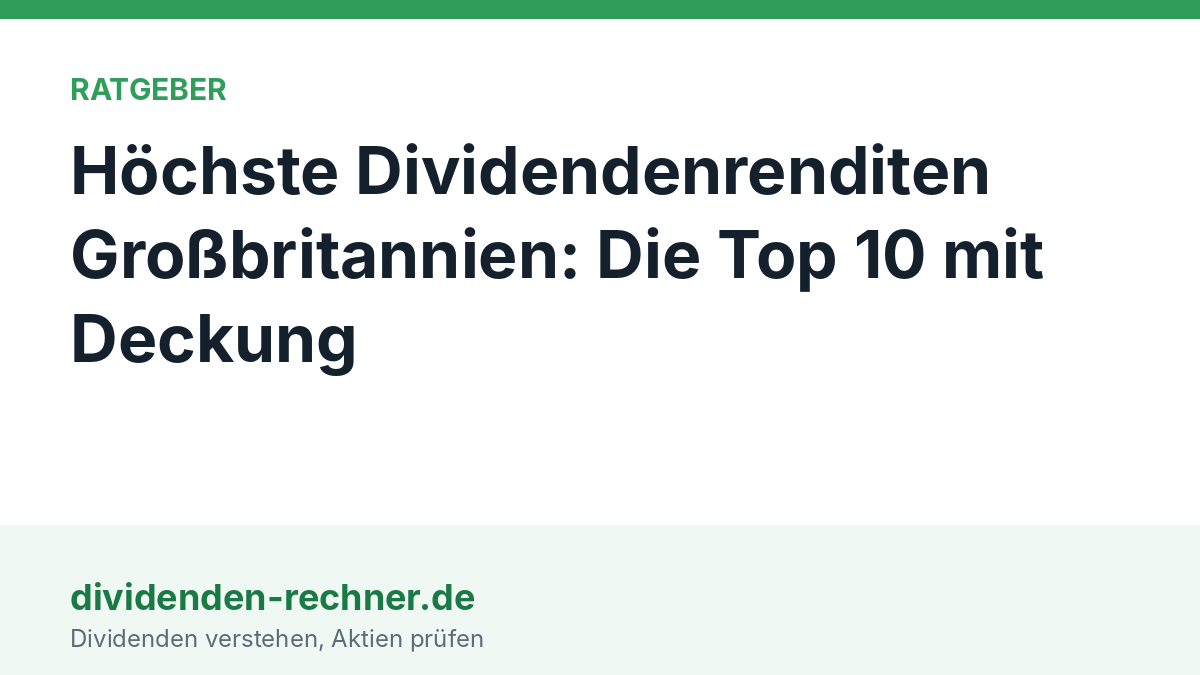 RATGEBER
Höchste Dividendenrenditen
Großbritannien: Die Top 10 mit
Deckung
dividenden-rechner.de
Dividenden verstehen, Aktien prüfen